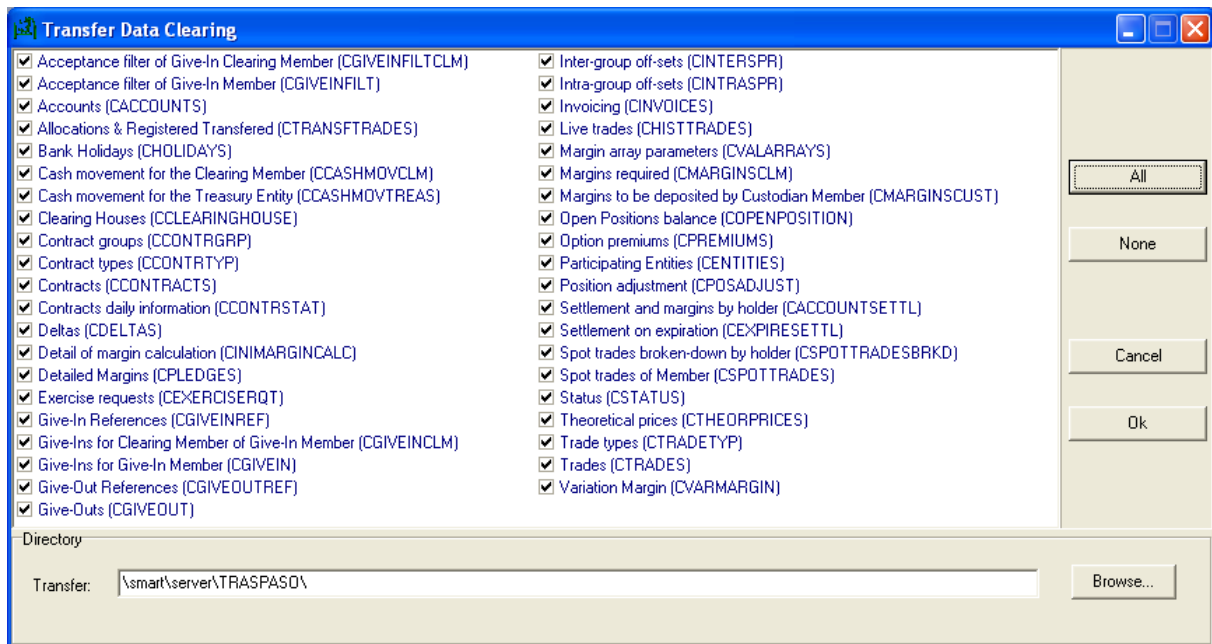 Transfer Data Clearing
Acceptance filter of Give-In Clearing Member (CGIVEINFILTCLM)
Acceptance filter of Give-In Member (CGIVEINFILT)
Accounts (CACCOUNTS)
Allocations & Registered Transfered (CTRANSFTRADES)
Bank Holidays (CHOLIDAYS)
Cash movement for the Clearing Member (CCASHMOVCLM)
Cash movement for the Treasury Entity (CCASHMOVTREAS)
Clearing Houses (CCLEARINGHOUSE)
Contract groups (CCONTRGRP)
Contract types (CCONTRTYP)
Contracts (CCONTRACTS)
Contracts daily information (CCONTRSTAT)
Deltas (CDELTAS)
Detail of margin calculation (CINIMARGINCALC)
Detailed Margins (CPLEDGES)
Exercise requests (CEXERCISERQT)
Give-In References (CGIVEINREF)
Give-Ins for Clearing Member of Give-In Member (CGIVEINCLM)
Give-Ins for Give-In Member (CGIVEIN)
Give-Out References (CGIVEOUTREF)
Give-Outs (CGIVEOUT)
Inter-group off-sets (CINTERSPR)
Intra-group off-sets (CINTRASPR)
Invoicing (CINVOICES)
Live trades (CHISTTRADES)
Margin array parameters (CVALARRAYS)
Margins required (CMARGINSCLM)
Margins to be deposited by Custodian Member (CMARGINSCUST)
Open Positions balance (COPENPOSITION)
Option premiums (CPREMIUMS)
Participating Entities (CENTITIES)
Position adjustment (CPOSADJUST)
Settlement and margins by holder (CACCOUNTSETTL)
Settlement on expiration (CEXPIRESETTL)
Spot trades broken-down by holder (CSPOTTRADESBRKD)
Spot trades of Member (CSPOTTRADES)
Status (CSTATUS)
Theoretical prices (CTHEORPRICES)
Trade types (CTRADETYP)
Trades (CTRADES)
Variation Margin (CVARMARGIN)
All
None
Cancel
Ok
Directory
Transfer: \smart\server\TRASPASO\
Browse...